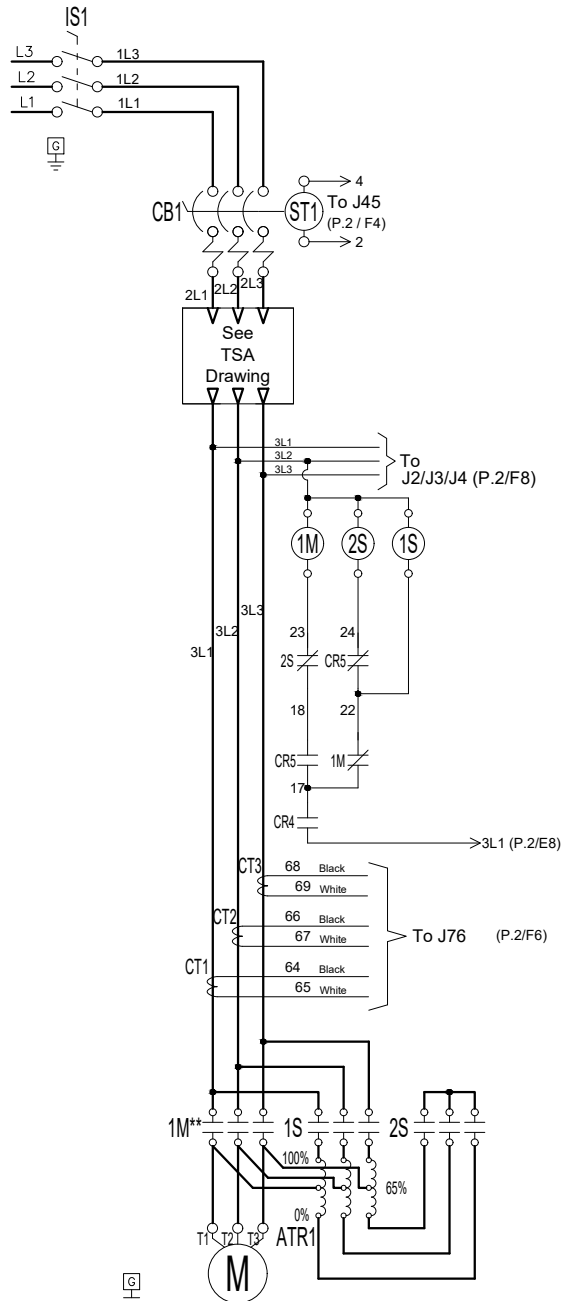 IS1
L3 1L3
L2 1L2
L1 1L1
G
4
CB1 ST1 To J45
(P.2 / F4)
2
2L1 2L2 2L3
See
TSA
Drawing
3L1
3L2
3L3
To
J2/J3/J4 (P.2/F8)
1M 2S 1S
3L1 3L2 3L3
23 24
2S CR5
18 22
CR5 1M
17
CR4
3L1 (P.2/E8)
CT3 68 Black
69 White
CT2 66 Black
67 White
To J76 (P.2/F6)
CT1 64 Black
65 White
1M** 1S 2S
100%
65%
0%
T1 T2 T3 ATR1
M
G